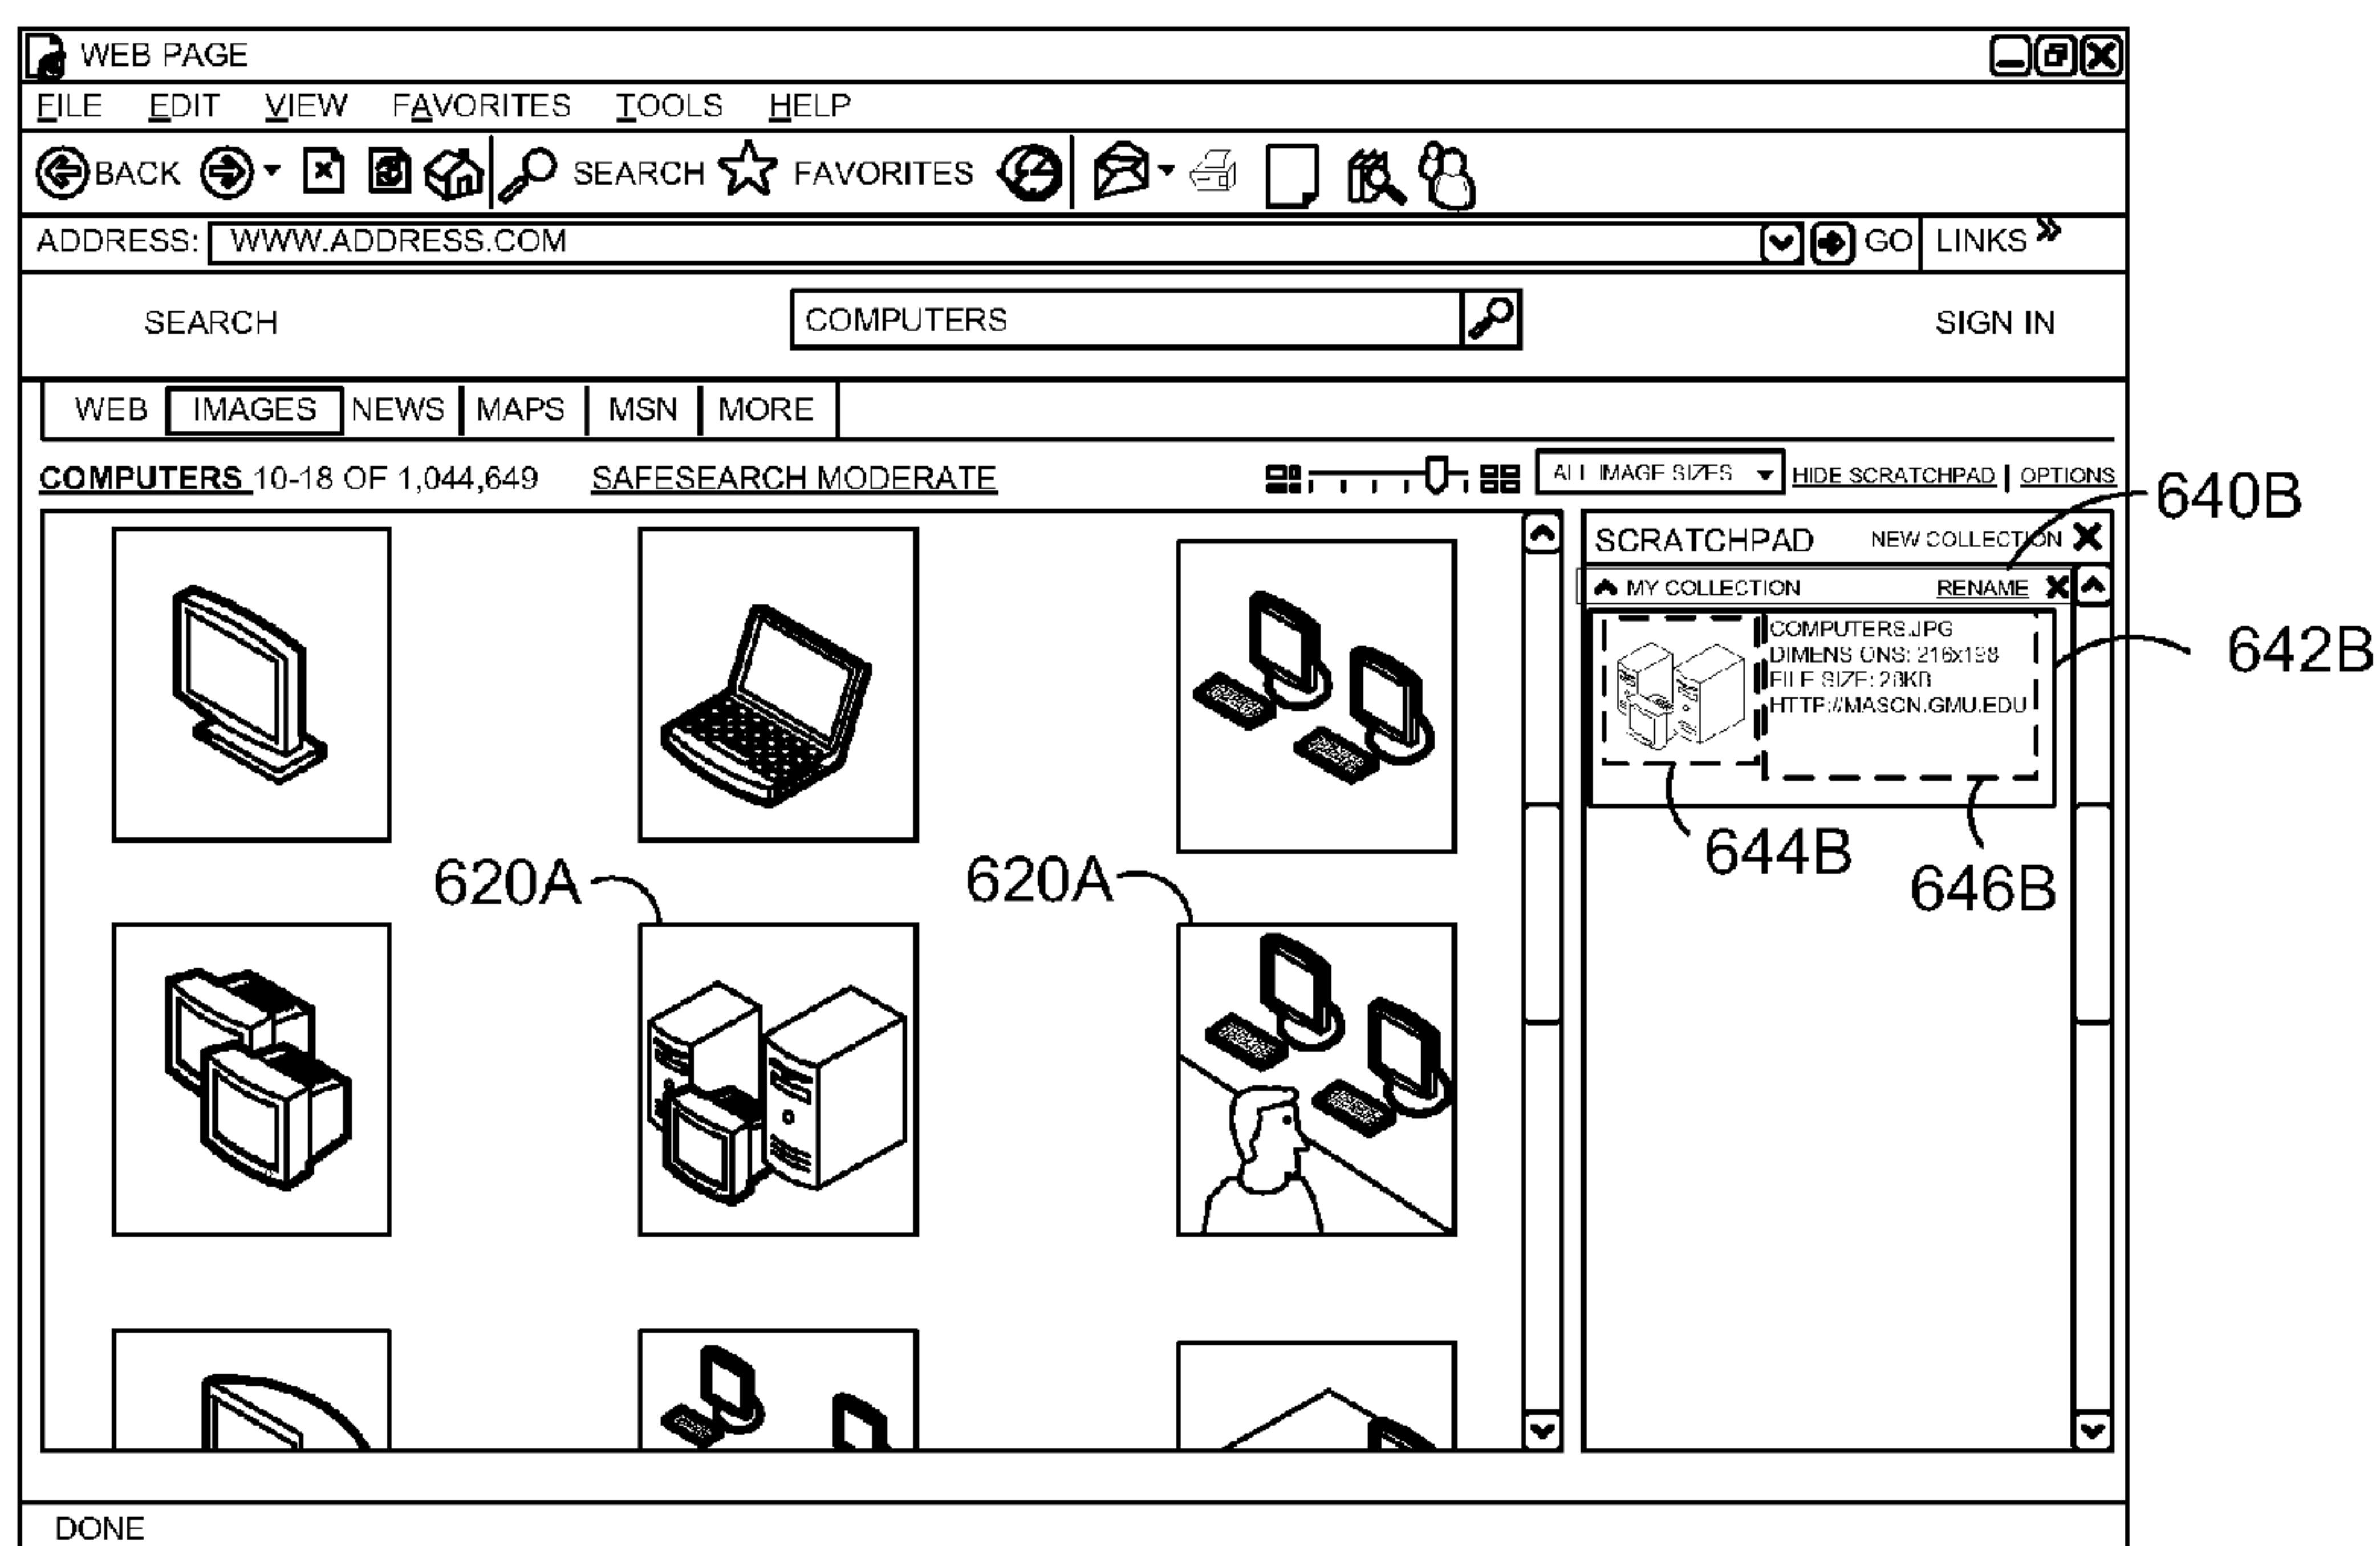 WEB PAGE
FILE EDIT VIEW FAVORITES TOOLS HELP
BACK SEARCH FAVORITES
ADDRESS: WWW.ADDRESS.COM GO LINKS »
SEARCH COMPUTERS SIGN IN
WEB IMAGES NEWS MAPS MSN MORE
COMPUTERS 10-18 OF 1,044,649 SAFESEARCH MODERATE ALL IMAGE SIZES HIDE SCRATCHPAD | OPTIONS
640B
SCRATCHPAD NEW COLLECTION
MY COLLECTION RENAME
COMPUTERS.JPG
DIMENSIONS: 216x198
FILE SIZE: 28KB
HTTP://MASON.GMU.EDU
642B
644B
646B
620A
620A
DONE